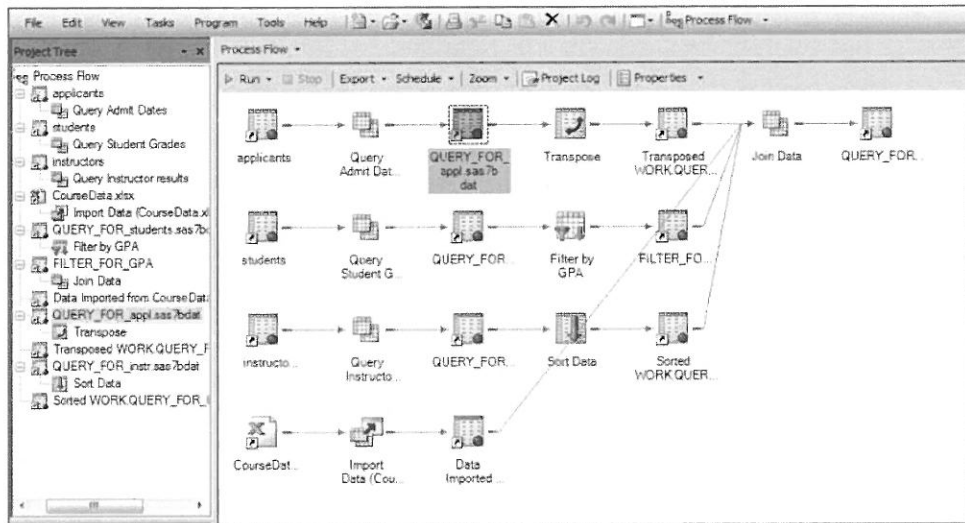 File Edit View Tasks Program Tools Help Process Flow
Project Tree
Process Flow
Process Flow
applicants
Query Admit Dates
students
Query Student Grades
instructors
Query Instructor results
CourseData.xlsx
Import Data (CourseData.xl
QUERY_FOR_students.sas7bd
Filter by GPA
FILTER_FOR_GPA
Join Data
Data Imported from CourseDat
QUERY_FOR_appl.sas7bdat
Transpose
Transposed WORK.QUERY_F
QUERY_FOR_instr.sas7bdat
Sort Data
Sorted WORK.QUERY_FOR_
Run Stop Export Schedule Zoom Project Log Properties
applicants
Query
Admit Dat...
QUERY_FOR_
appl.sas7b
dat
Transpose
Transposed
WORK.QUER...
Join Data
QUERY_FOR...
students
Query
Student G...
QUERY_FOR...
Filter by
GPA
FILTER_FO...
instructo...
Query
Instructo...
QUERY_FOR...
Sort Data
Sorted
WORK.QUER...
CourseDat...
Import
Data (Cou...
Data
Imported ...